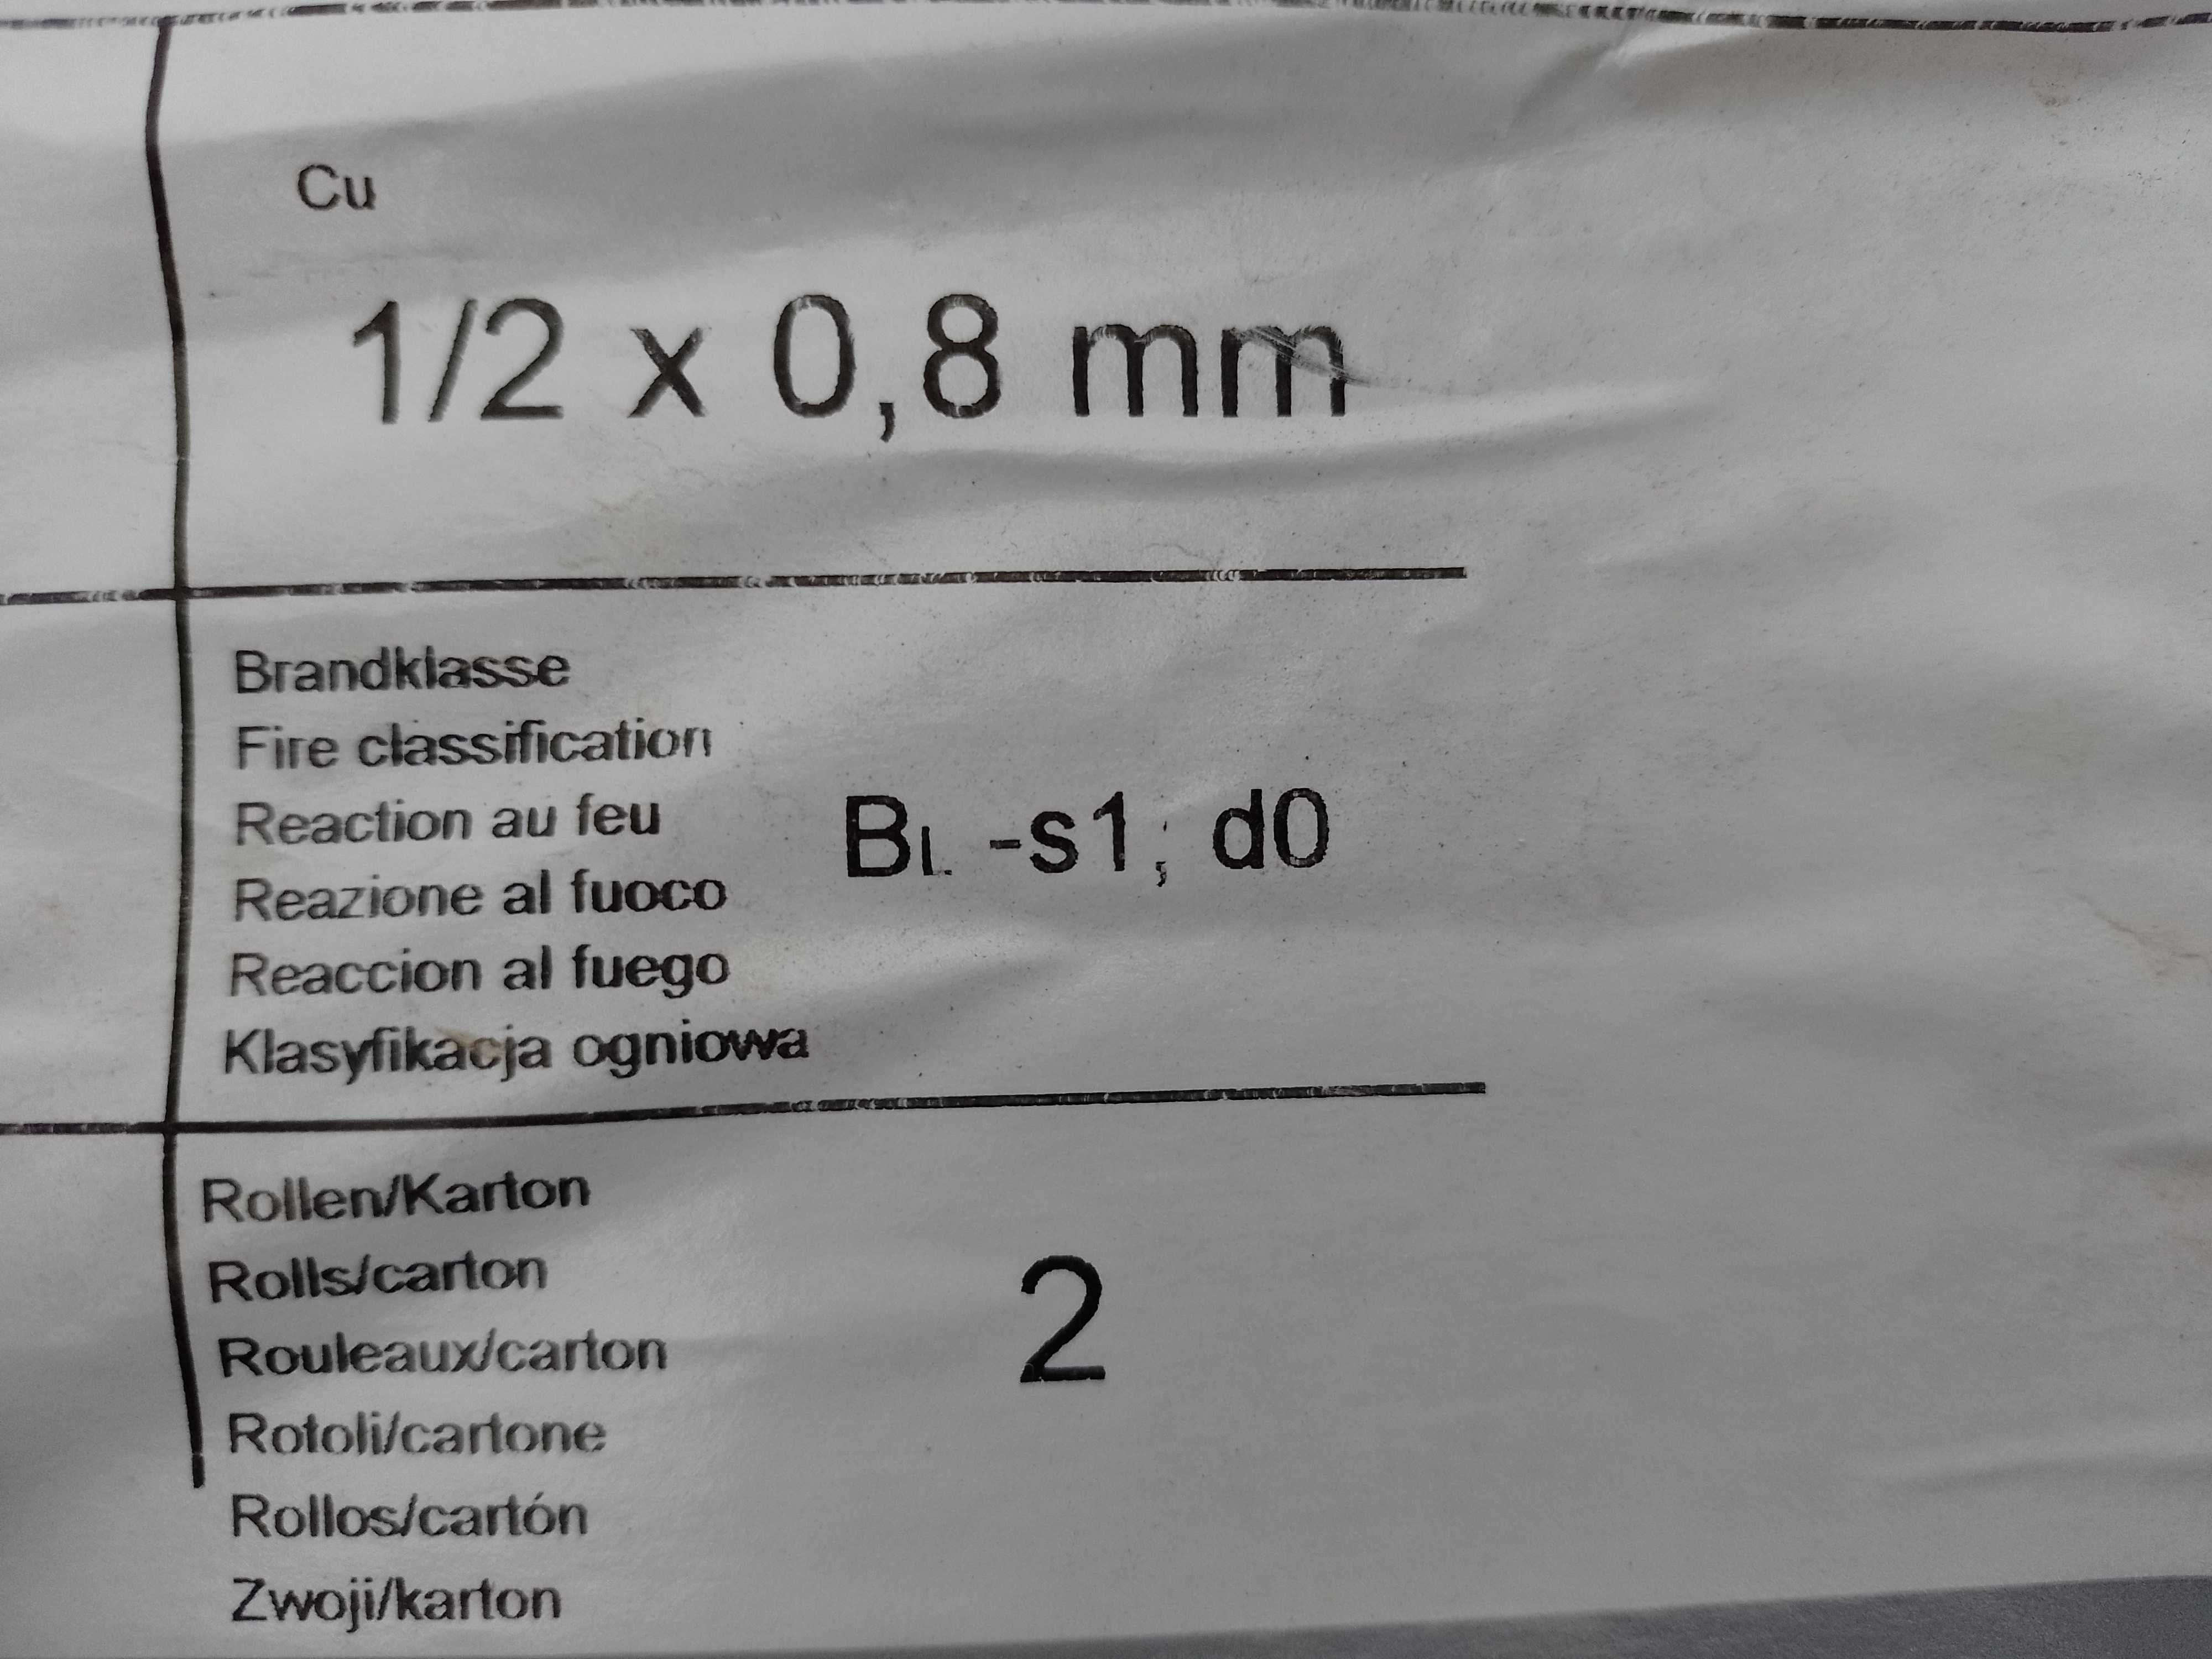 Cu
1/2 x 0,8 mm
Brandklasse
Fire classification
Reaction au feu
Reazione al fuoco
Reaccion al fuego
Klasyfikacja ogniowa
BL -s1, d0
Rollen/Karton
Rolls/carton
Rouleaux/carton
Rotoli/cartone
Rollos/cartón
Zwoji/karton
2